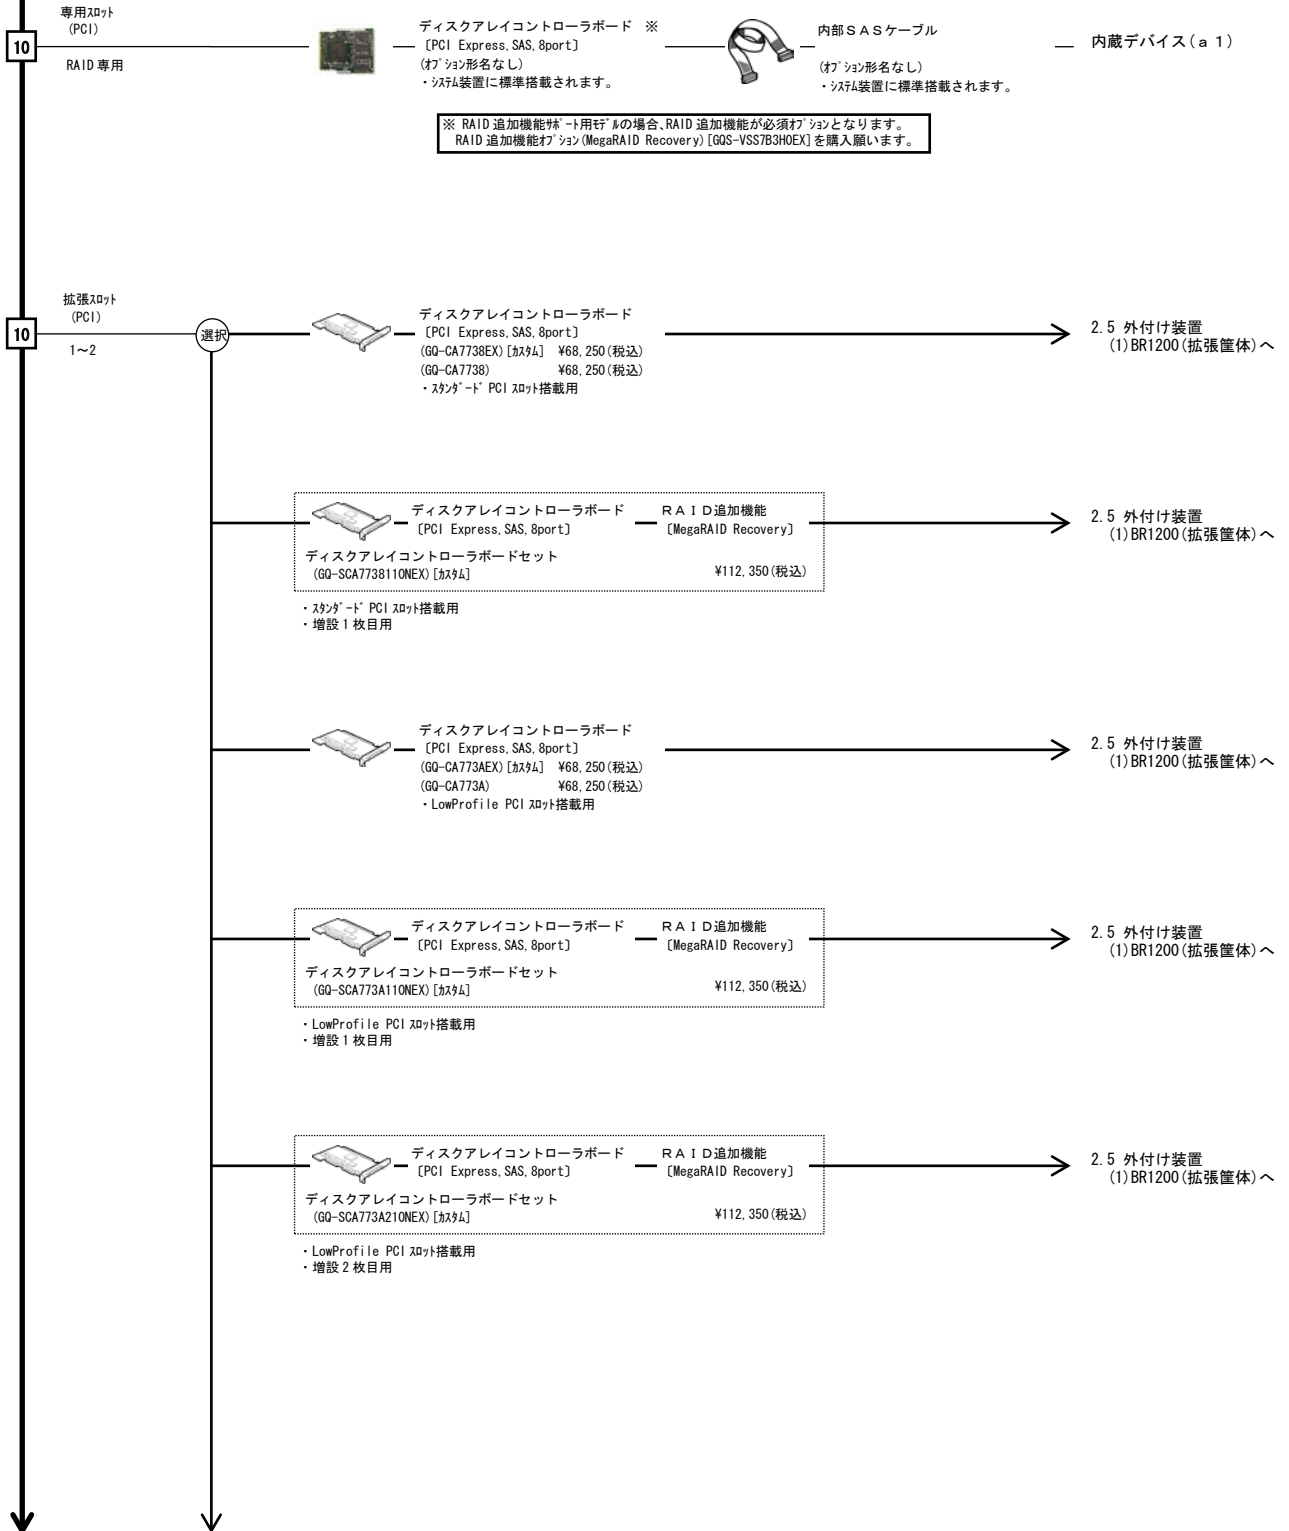 専用ｽﾛｯﾄ
(PCI)
10
RAID 専用
ディスクアレイコントローラボード ※
〔PCI Express,SAS,8port〕
(ｵﾌﾟｼｮﾝ形名なし)
・ｼｽﾃﾑ装置に標準搭載されます。
内部ＳＡＳケーブル
(ｵﾌﾟｼｮﾝ形名なし)
・ｼｽﾃﾑ装置に標準搭載されます。
内蔵デバイス(ａ１)
※ RAID 追加機能ｻﾎﾟｰﾄ用ﾓﾃﾞﾙの場合、RAID 追加機能が必須ｵﾌﾟｼｮﾝとなります。
RAID 追加機能ｵﾌﾟｼｮﾝ(MegaRAID Recovery)[GQS-VSS7B3H0EX]を購入願います。
拡張ｽﾛｯﾄ
(PCI)
10
1～2
選択
ディスクアレイコントローラボード
〔PCI Express,SAS,8port〕
(GQ-CA7738EX)[ｶｽﾀﾑ] ¥68,250(税込)
(GQ-CA7738) ¥68,250(税込)
・ｽﾀﾝﾀﾞｰﾄﾞ PCI ｽﾛｯﾄ搭載用
2.5 外付け装置
(1)BR1200(拡張筐体)へ
ディスクアレイコントローラボード ＲＡＩＤ追加機能
〔PCI Express,SAS,8port〕 〔MegaRAID Recovery〕
ディスクアレイコントローラボードセット
(GQ-SCA7738110NEX)[ｶｽﾀﾑ] ¥112,350(税込)
・ｽﾀﾝﾀﾞｰﾄﾞ PCI ｽﾛｯﾄ搭載用
・増設１枚目用
2.5 外付け装置
(1)BR1200(拡張筐体)へ
ディスクアレイコントローラボード
〔PCI Express,SAS,8port〕
(GQ-CA773AEX)[ｶｽﾀﾑ] ¥68,250(税込)
(GQ-CA773A) ¥68,250(税込)
・LowProfile PCI ｽﾛｯﾄ搭載用
2.5 外付け装置
(1)BR1200(拡張筐体)へ
ディスクアレイコントローラボード ＲＡＩＤ追加機能
〔PCI Express,SAS,8port〕 〔MegaRAID Recovery〕
ディスクアレイコントローラボードセット
(GQ-SCA773A110NEX)[ｶｽﾀﾑ] ¥112,350(税込)
・LowProfile PCI ｽﾛｯﾄ搭載用
・増設１枚目用
2.5 外付け装置
(1)BR1200(拡張筐体)へ
ディスクアレイコントローラボード ＲＡＩＤ追加機能
〔PCI Express,SAS,8port〕 〔MegaRAID Recovery〕
ディスクアレイコントローラボードセット
(GQ-SCA773A210NEX)[ｶｽﾀﾑ] ¥112,350(税込)
・LowProfile PCI ｽﾛｯﾄ搭載用
・増設２枚目用
2.5 外付け装置
(1)BR1200(拡張筐体)へ